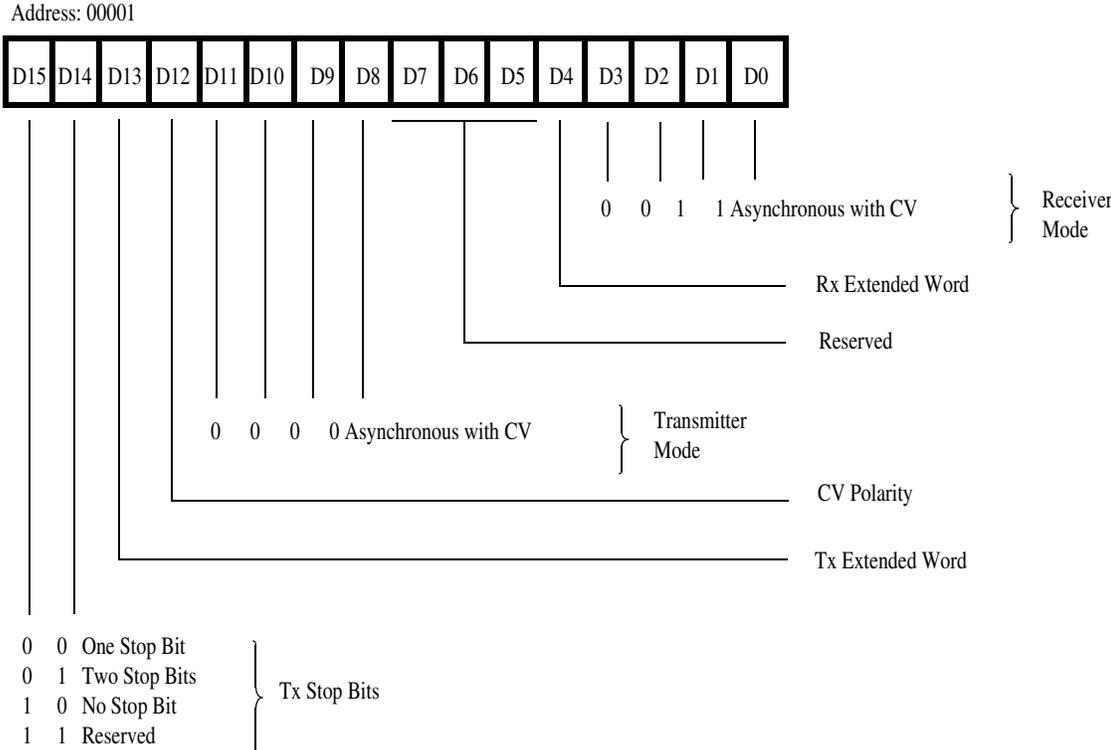 Address: 00001
D15 D14 D13 D12 D11 D10 D9 D8 D7 D6 D5 D4 D3 D2 D1 D0
0 0 1 1 Asynchronous with CV
Receiver
Mode
Rx Extended Word
Reserved
0 0 0 0 Asynchronous with CV
Transmitter
Mode
CV Polarity
Tx Extended Word
0 0 One Stop Bit
0 1 Two Stop Bits
1 0 No Stop Bit
1 1 Reserved
Tx Stop Bits